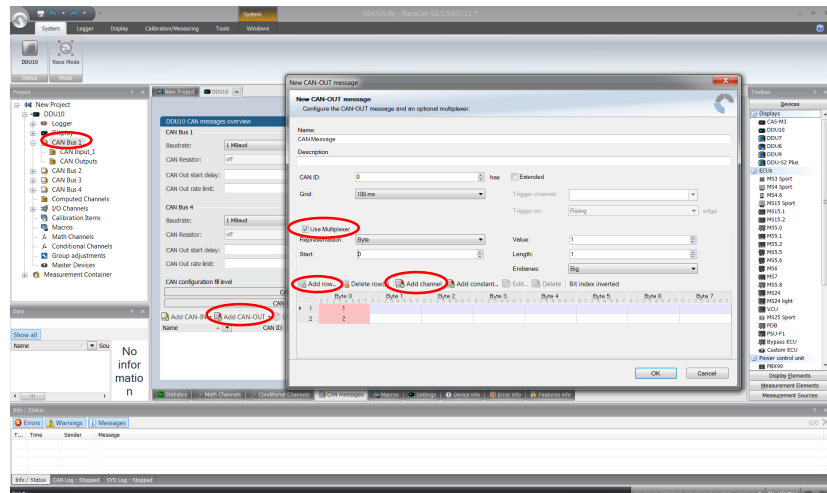 System
DDU10.rfg - RaceCon V2.5.5507.11 *
System Logger Display Calibration/Measuring Tools Windows
DDU10 Race Mode
Status Mode
Project
New Project
DDU10
Logger
Display
CAN Bus 1
CAN Input_1
CAN Outputs
CAN Bus 2
CAN Bus 3
CAN Bus 4
Computed Channels
I/O Channels
Calibration Items
Macros
Math Channels
Conditional Channels
Group adjustments
Master Devices
Measurement Container
Data
Show all
Name Sou
No
infor
matio
n
New Project DDU10
DDU10 CAN messages overview
CAN Bus 1
Baudrate: 1 MBaud
CAN Resistor: off
CAN Out start delay:
CAN Out rate limit:
CAN Bus 4
Baudrate: 1 MBaud
CAN Resistor: off
CAN Out start delay:
CAN Out rate limit:
CAN configuration fill level
Add CAN-IN Add CAN-OUT
Name CAN ID
New CAN-OUT message
New CAN-OUT message
Configure the CAN-OUT message and an optional multiplexer.
Name:
CAN Message
Description
CAN ID: 0 hex Extended
Grid: 100 ms Trigger channel:
Trigger on: Rising edge
Use Multiplexer
Representation: Byte Value: 1
Start: 0 Length: 1
Endianes: Big
Add row... Delete row Add channel Add constant... Edit... Delete Bit index inverted
Byte 0 Byte 1 Byte 2 Byte 3 Byte 4 Byte 5 Byte 6 Byte 7
1 1
2 2
OK Cancel
Statistics Math Channels Conditional Channels CAN messages Macros Settings Device info Error info Features info
Toolbox
Devices
Displays
CAS-M3
DDU10
DDU7
DDU8
DDU9
DDU-S2 Plus
ECUs
MS3 Sport
MS4 Sport
MS4.6
MS15 Sport
MS15.1
MS15.2
MS5.0
MS5.1
MS5.2
MS5.5
MS5.6
MS6
MS7
MS5.8
MS24
MS24 light
VCU
MS25 Sport
PDB
PSU-F1
Bypass ECU
Custom ECU
Power control unit
PBX90
Display Elements
Measurement Elements
Measurement Sources
Info / Status
Errors Warnings Messages 0/0
T... Time Sender Message
Info / Status CAN Log - Stopped SYS Log - Stopped